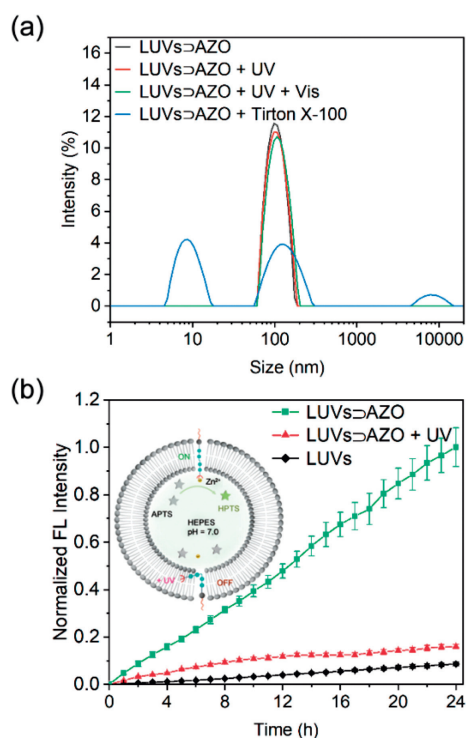 (a)
LUVs⊃AZO
LUVs⊃AZO + UV
LUVs⊃AZO + UV + Vis
LUVs⊃AZO + Tirton X-100
16
14
12
10
8
6
4
2
0
Intensity (%)
1 10 100 1000 10000
Size (nm)
(b)
LUVs⊃AZO
LUVs⊃AZO + UV
LUVs
1.2
1.0
0.8
0.6
0.4
0.2
0.0
Normalized FL Intensity
ON
Zn²⁺
APTS
HPTS
HEPES
pH = 7.0
+ UV
OFF
0 4 8 12 16 20 24
Time (h)